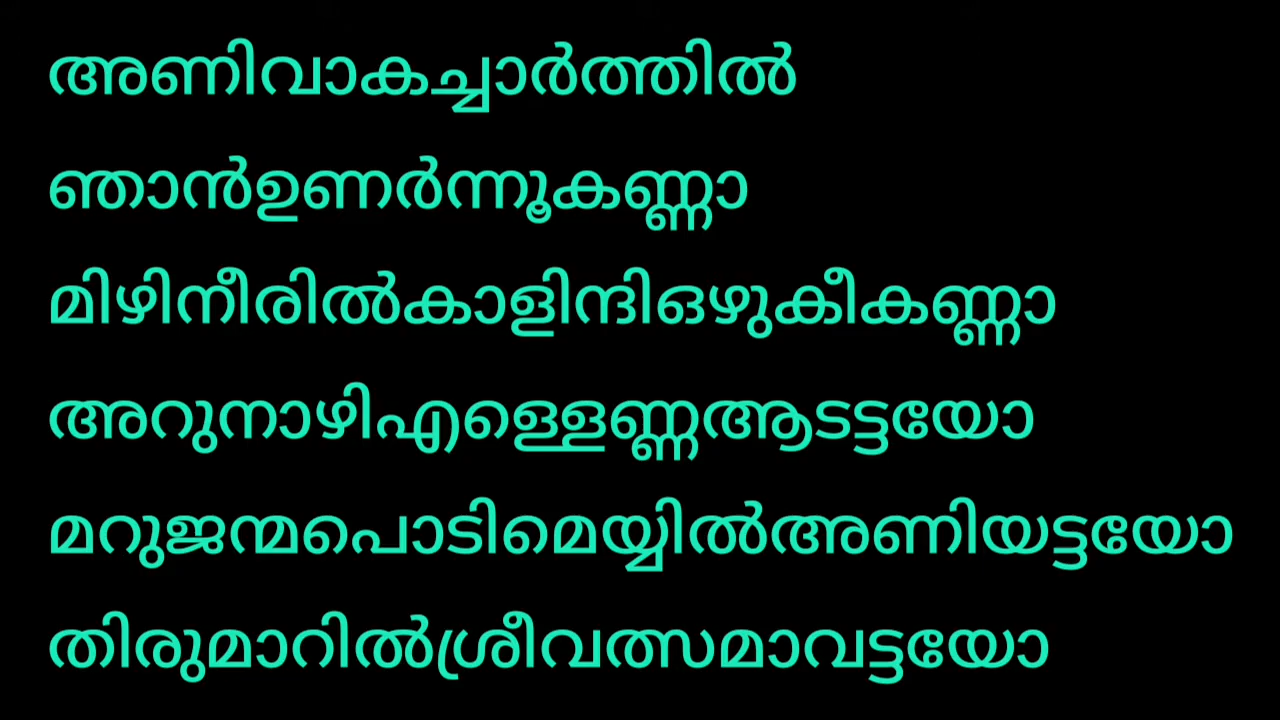 അണിവാകച്ചാർത്തിൽ
ഞാൻഉണർന്നൂകണ്ണാ
മിഴിനീരിൽകാളിന്ദിഒഴുകീകണ്ണാ
അറുനാഴിഎള്ളെണ്ണആടട്ടയോ
മറുജന്മപൊടിമെയ്യിൽഅണിയട്ടയോ
തിരുമാറിൽശ്രീവത്സമാവട്ടയോ